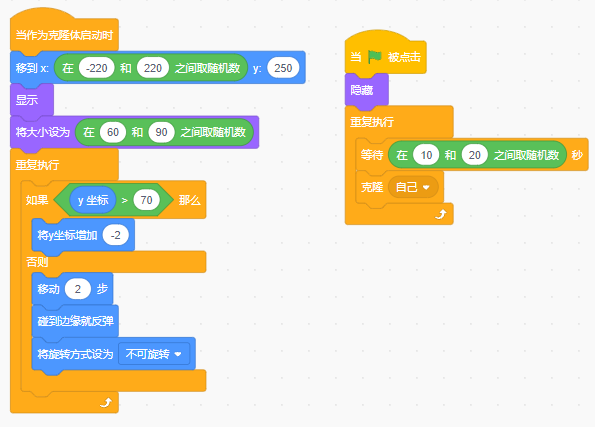 当作为克隆体启动时
移到 x: 在 -220 和 220 之间取随机数 y: 250
显示
将大小设为 在 60 和 90 之间取随机数
重复执行
如果 y 坐标 > 70 那么
将y坐标增加 -2
否则
移动 2 步
碰到边缘就反弹
将旋转方式设为 不可旋转
当 被点击
隐藏
重复执行
等待 在 10 和 20 之间取随机数 秒
克隆 自己